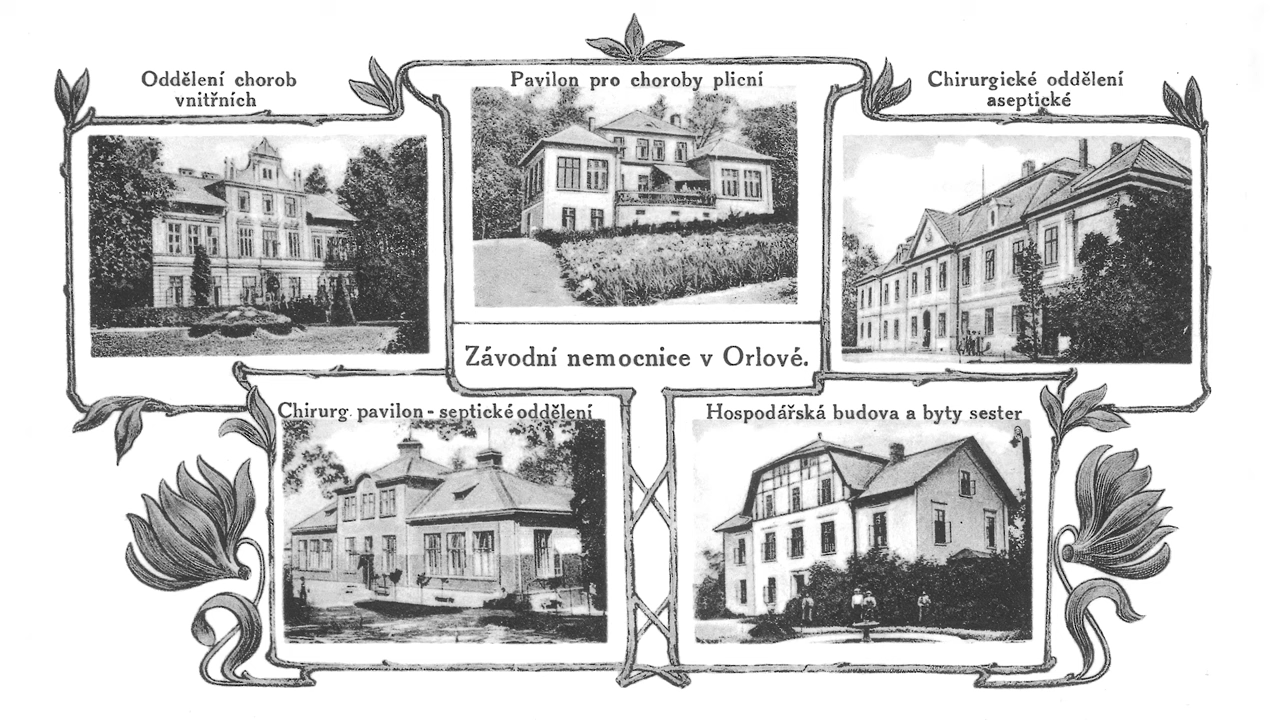 Oddělení chorob
vnitřních
Pavilon pro choroby plicní
Chirurgické oddělení
aseptické
Závodní nemocnice v Orlové.
Chirurg. pavilon - septické oddělení
Hospodářská budova a byty sester